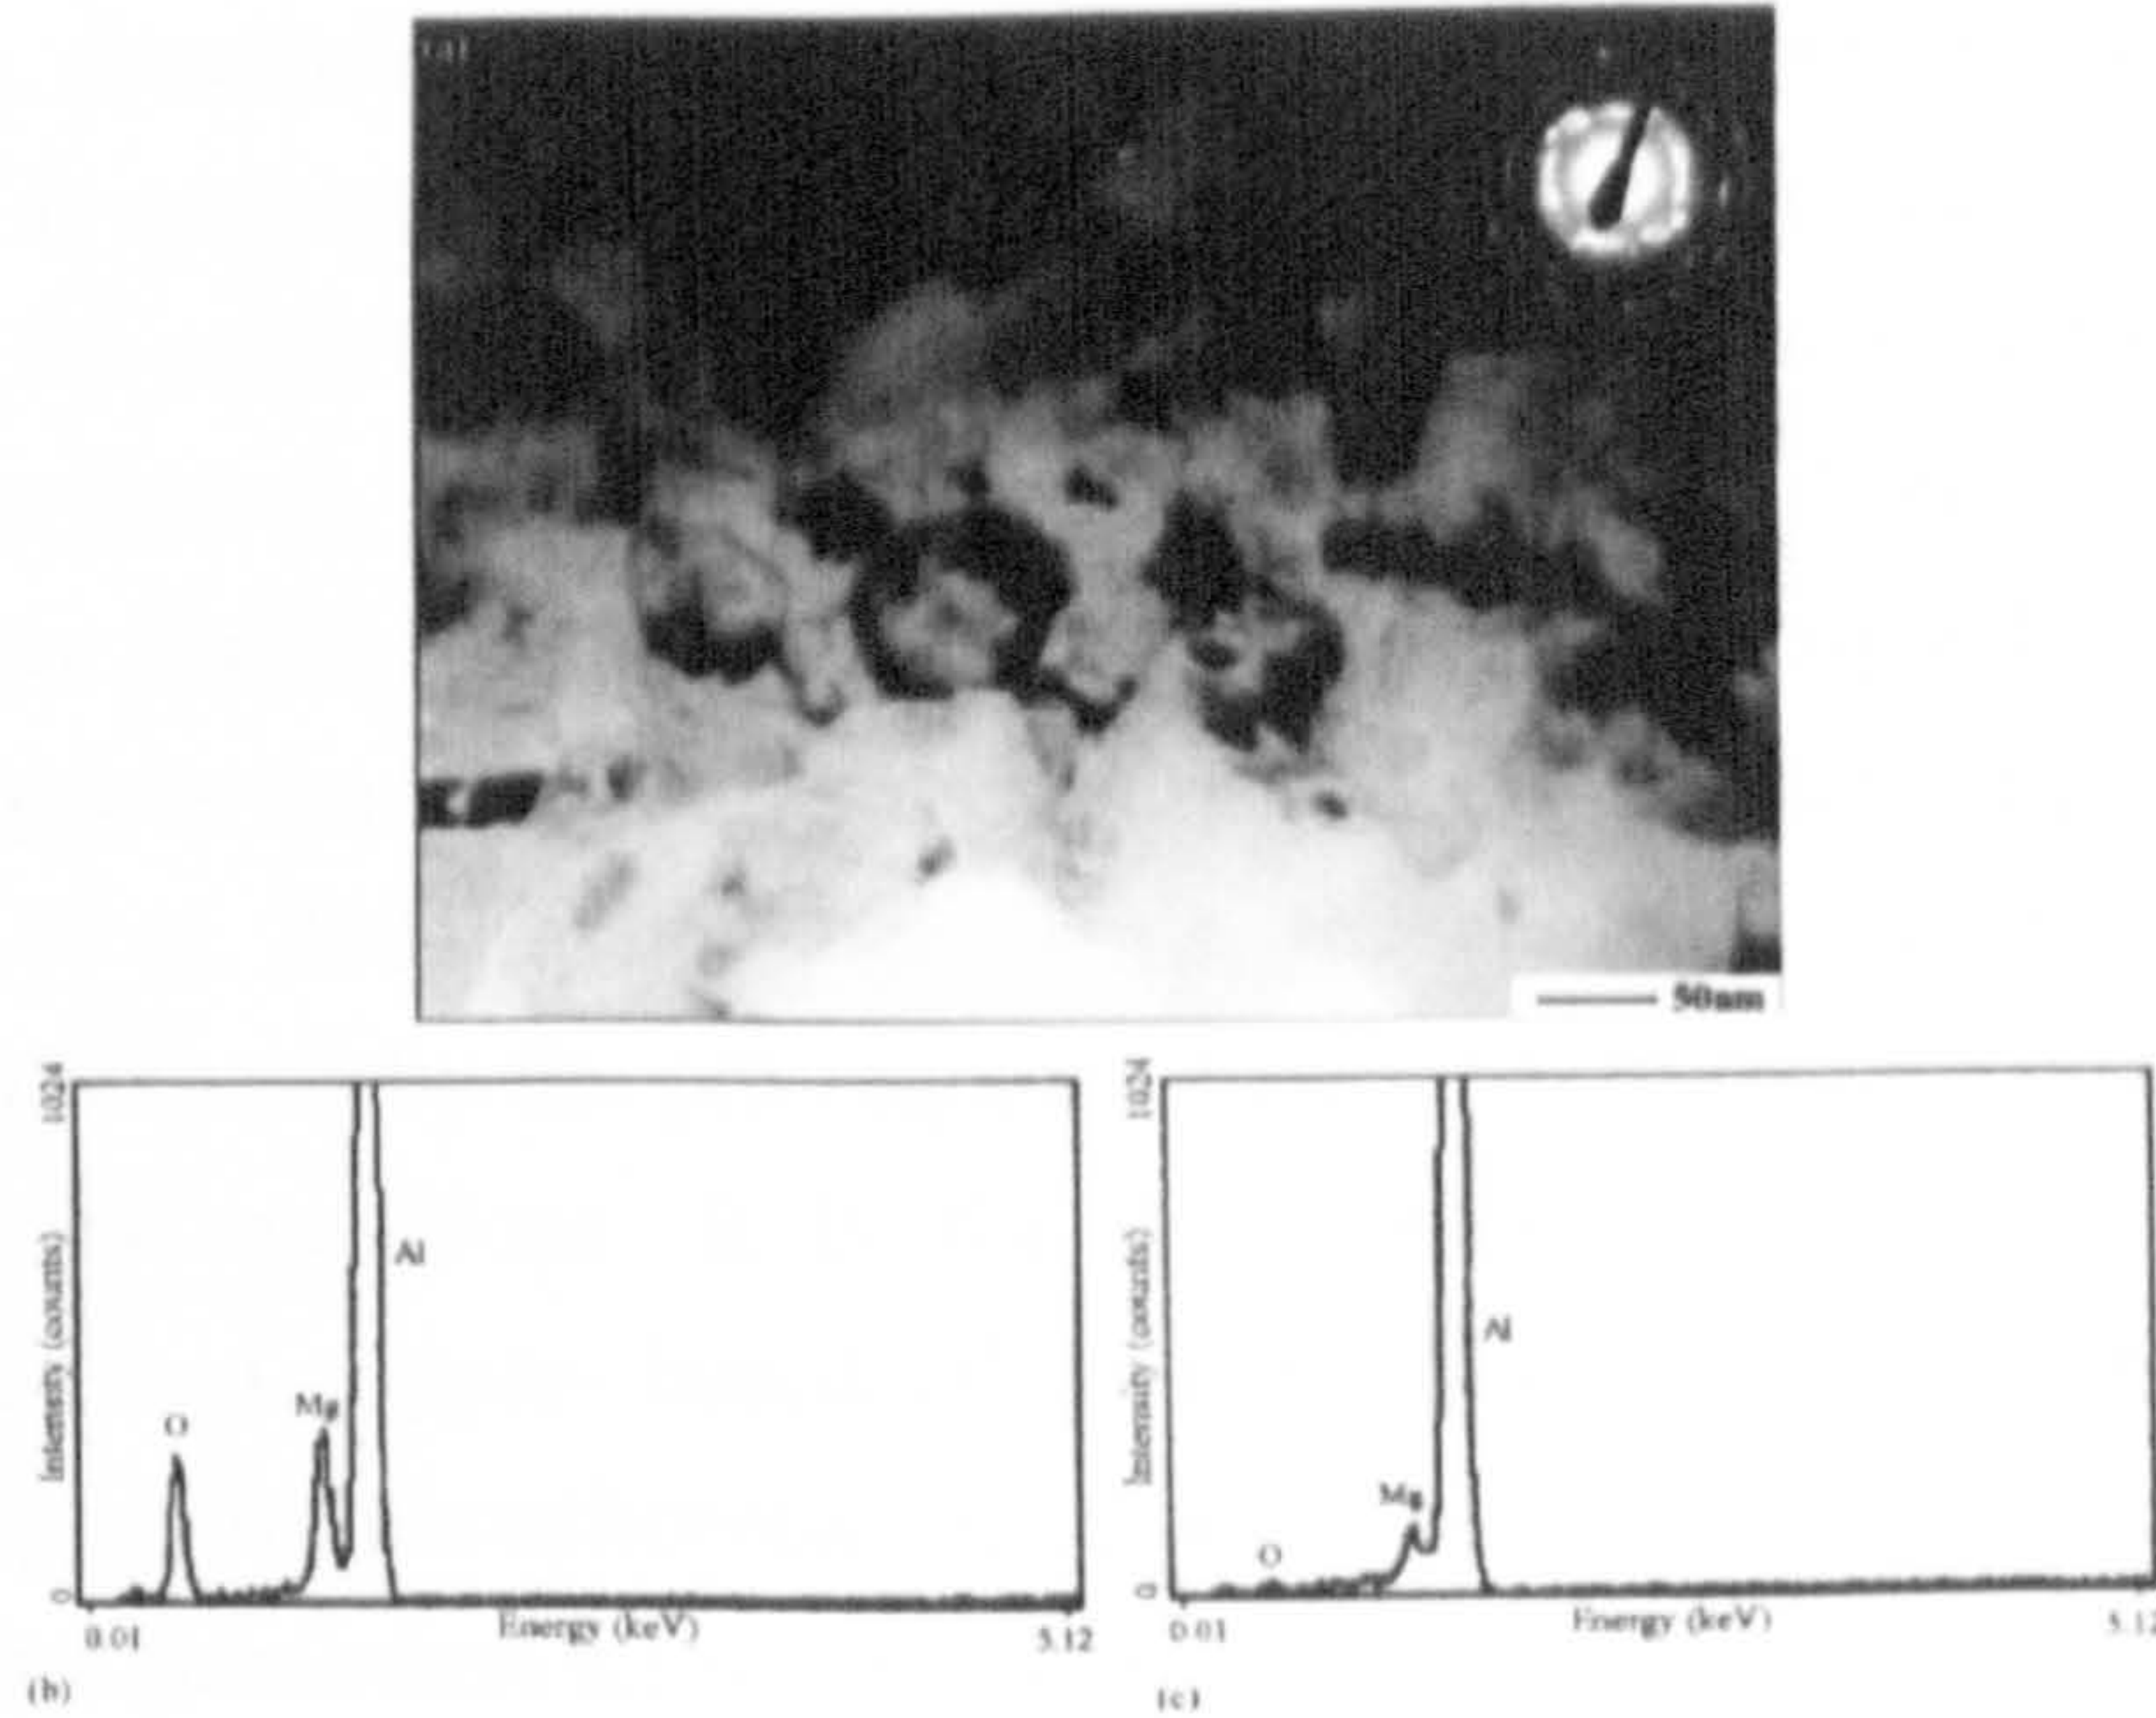 (a)
50nm
1024
Intensity (counts)
Al
Mg
O
0
0.01
Energy (keV)
5.12
(b)
1024
Intensity (counts)
Al
Mg
O
0
0.01
Energy (keV)
5.12
(c)